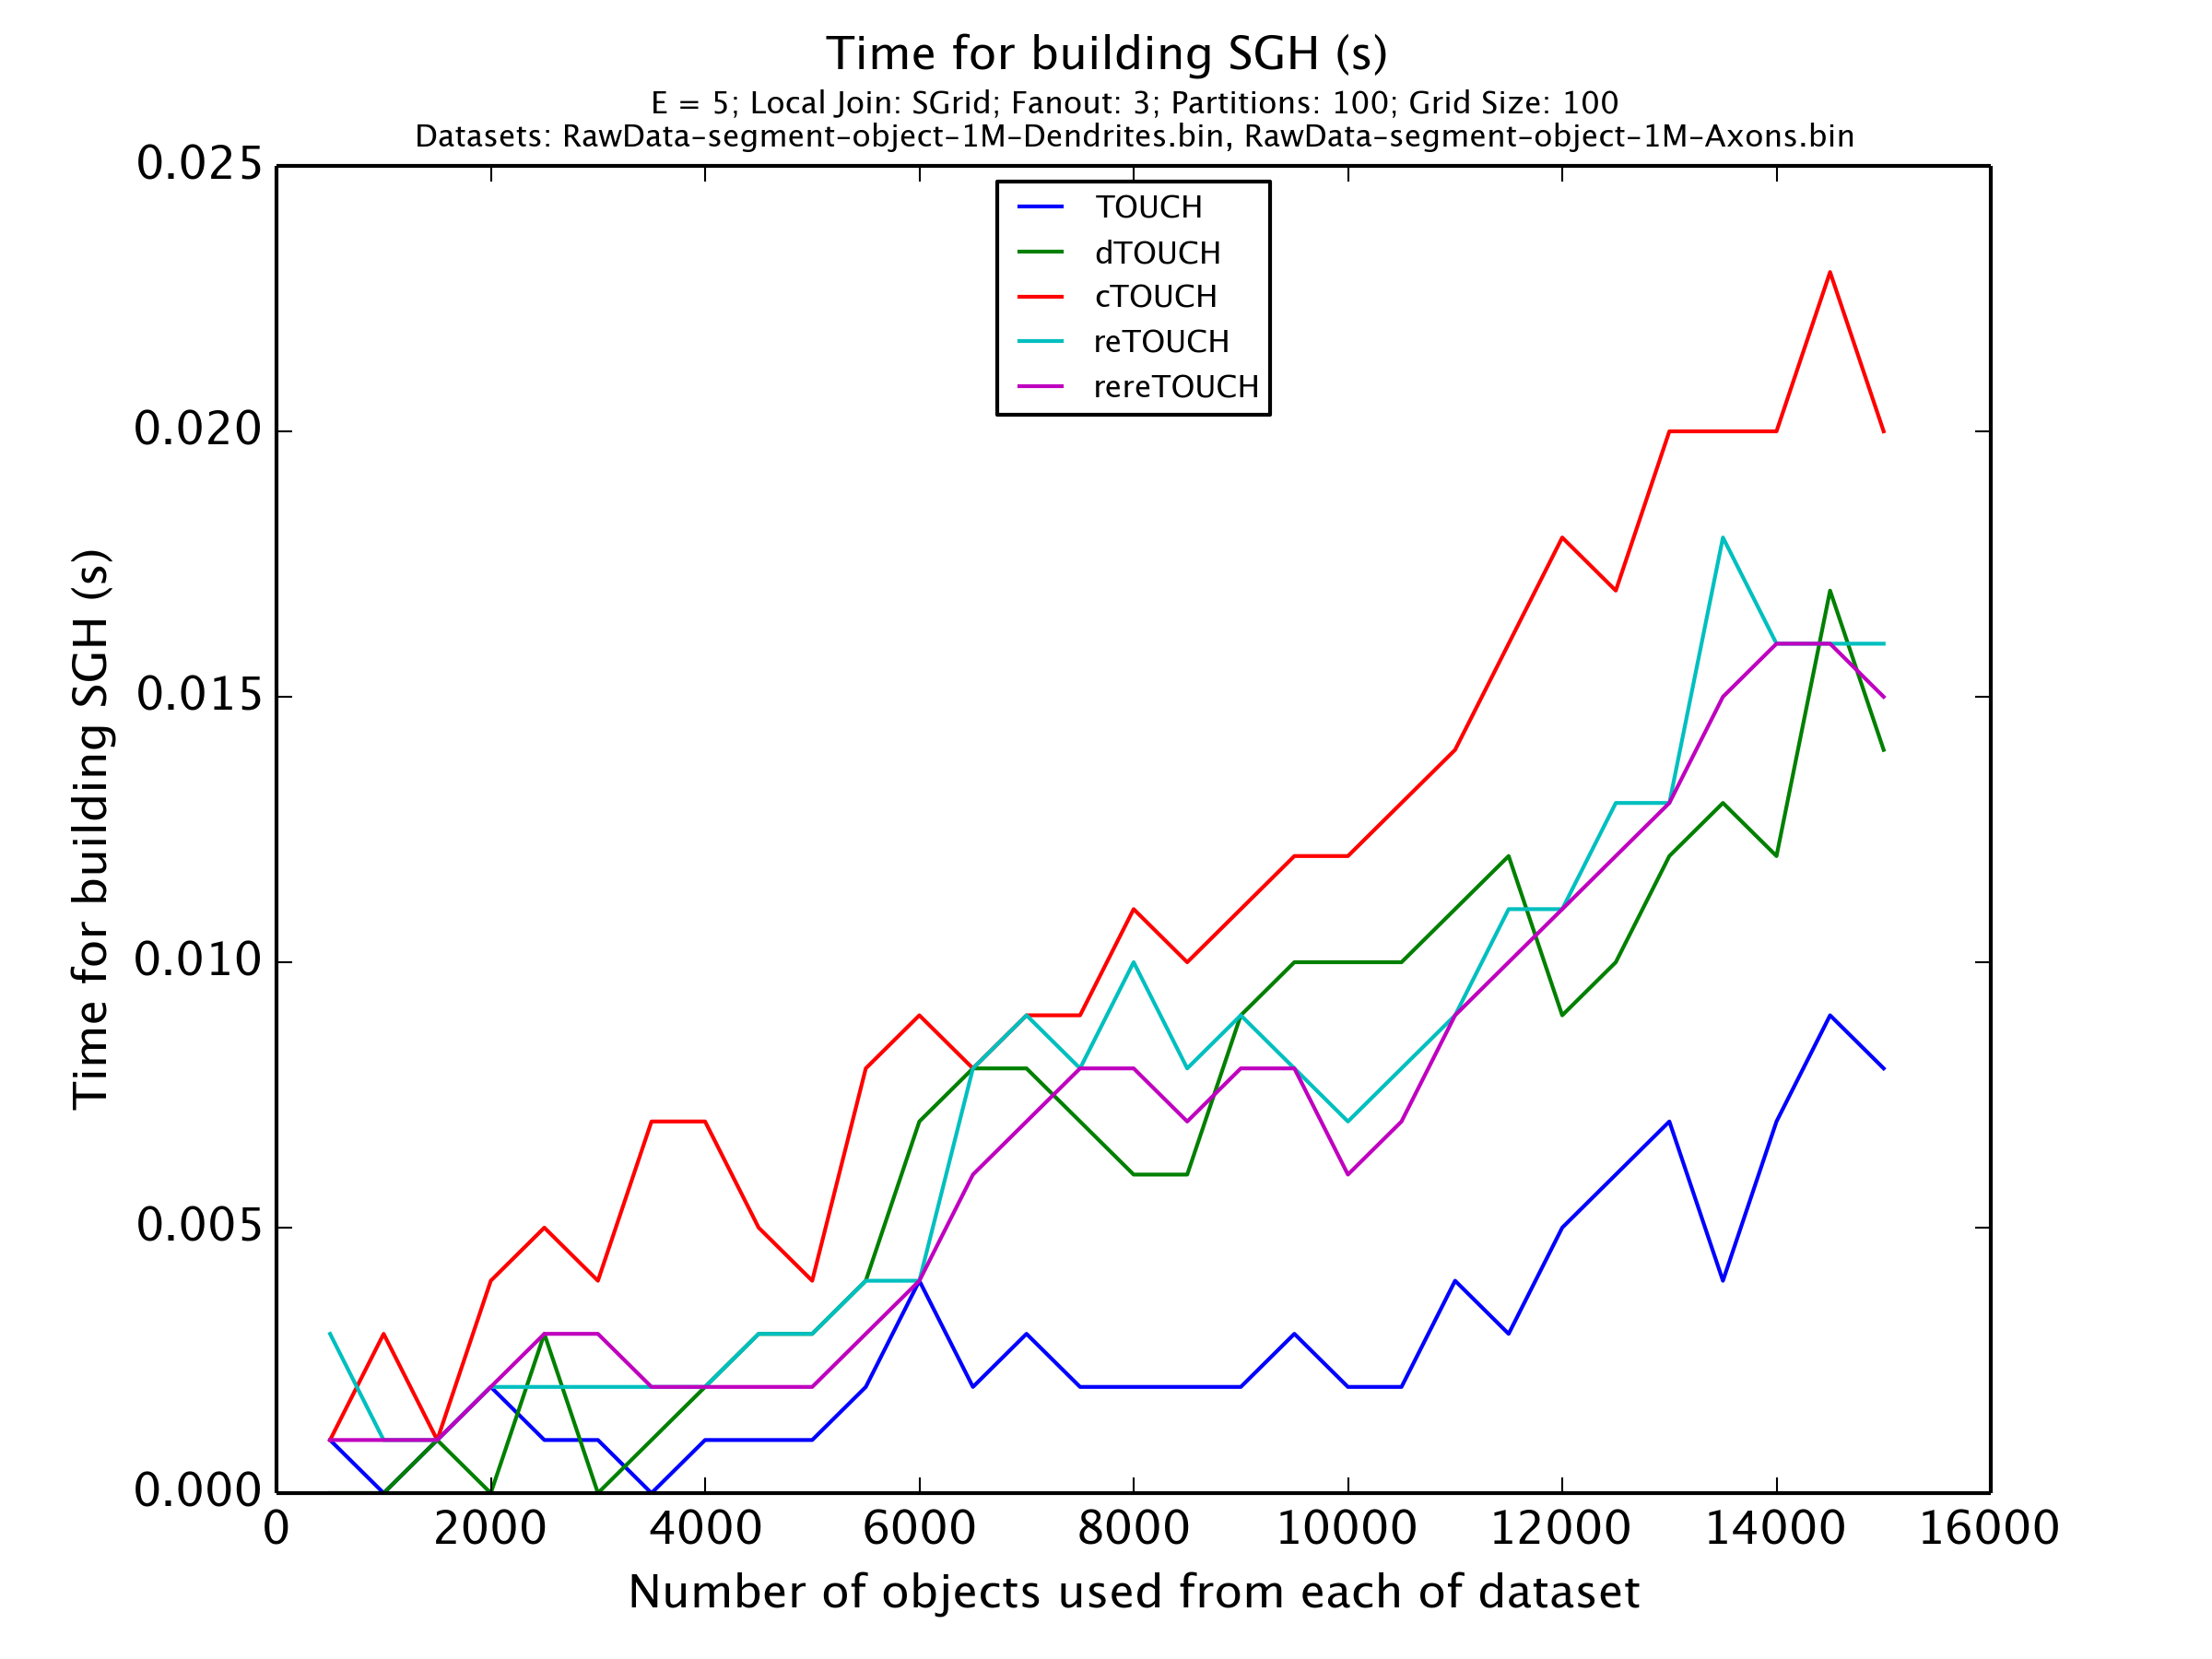 Time for building SGH (s)
E = 5; Local Join: SGrid; Fanout: 3; Partitions: 100; Grid Size: 100
Datasets: RawData-segment-object-1M-Dendrites.bin, RawData-segment-object-1M-Axons.bin
TOUCH
dTOUCH
cTOUCH
reTOUCH
rereTOUCH
Time for building SGH (s)
0.025
0.020
0.015
0.010
0.005
0.000
0 2000 4000 6000 8000 10000 12000 14000 16000
Number of objects used from each of dataset